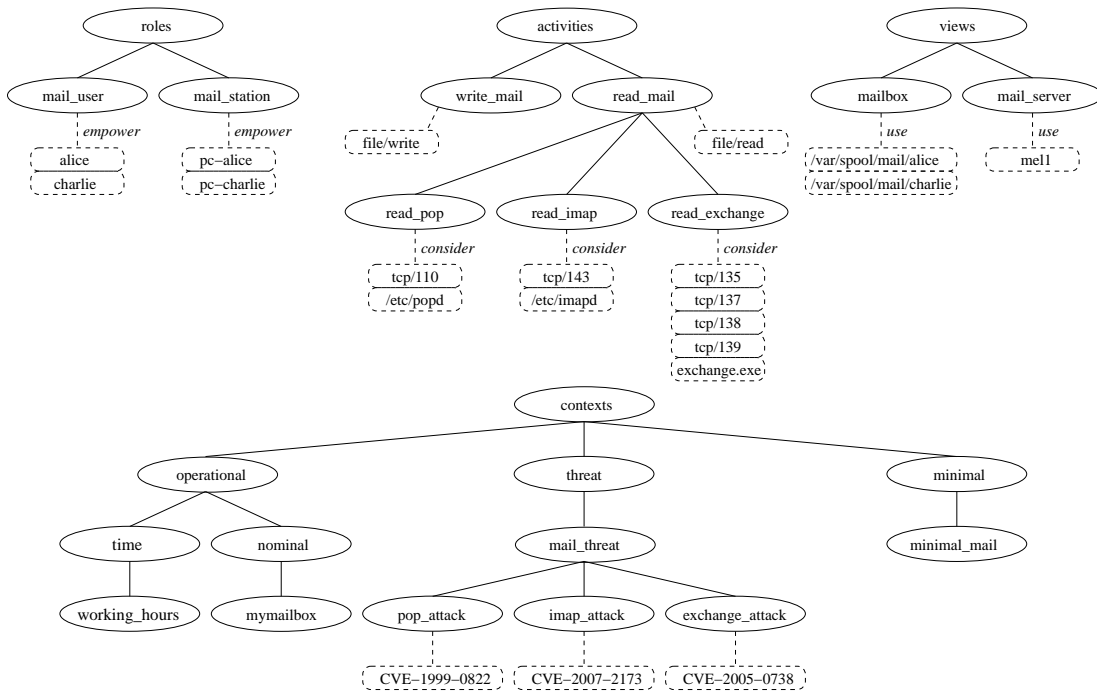 roles
activities
views
mail_user
mail_station
write_mail
read_mail
mailbox
mail_server
empower
empower
use
use
file/write
file/read
alice
pc−alice
/var/spool/mail/alice
mel1
charlie
pc−charlie
/var/spool/mail/charlie
read_pop
read_imap
read_exchange
consider
consider
consider
tcp/110
tcp/143
tcp/135
/etc/popd
/etc/imapd
tcp/137
tcp/138
tcp/139
exchange.exe
contexts
operational
threat
minimal
time
nominal
mail_threat
minimal_mail
working_hours
mymailbox
pop_attack
imap_attack
exchange_attack
CVE−1999−0822
CVE−2007−2173
CVE−2005−0738